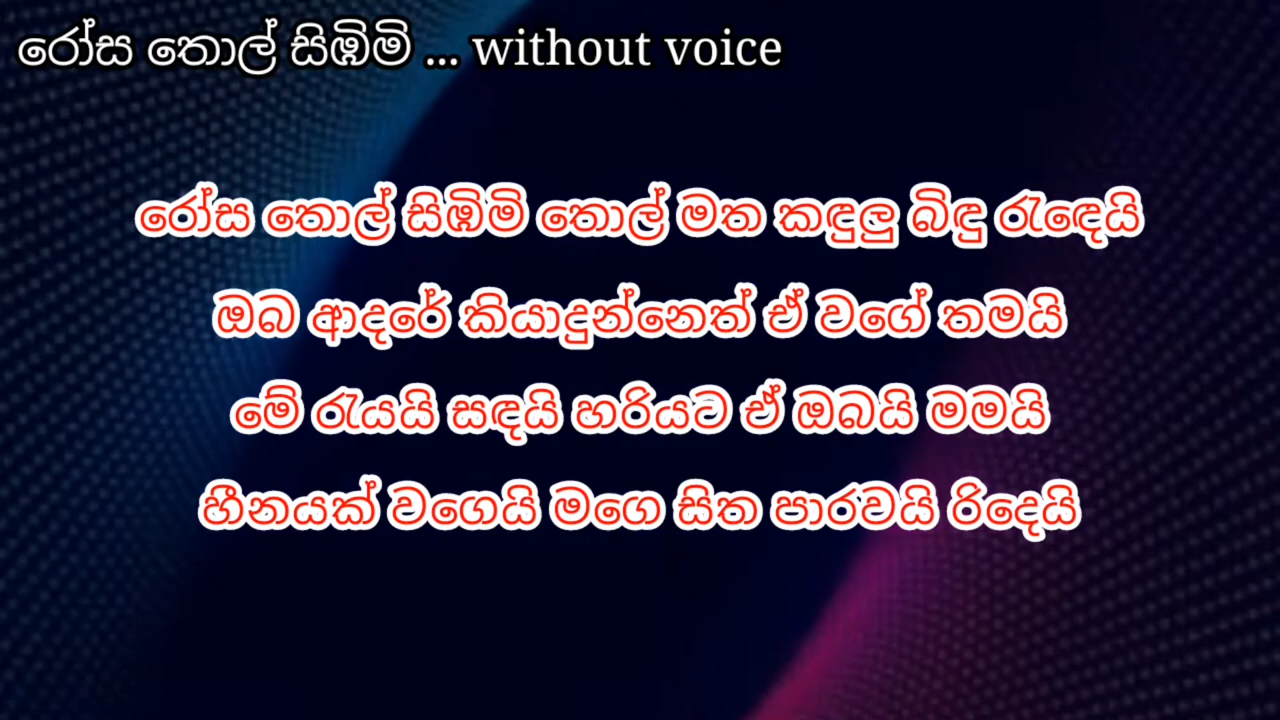 රෝස තොල් සිඹිමි ... without voice
රෝස තොල් සිඹිමි තොල් මත කඳුලු බිඳු රැඳෙයි
ඔබ ආදරේ කියාදුන්නෙත් ඒ වගේ තමයි
මේ රැයයි සඳයි හරියට ඒ ඔබයි මමයි
හීනයක් වගෙයි මගෙ සිත පාරවයි රිදෙයි